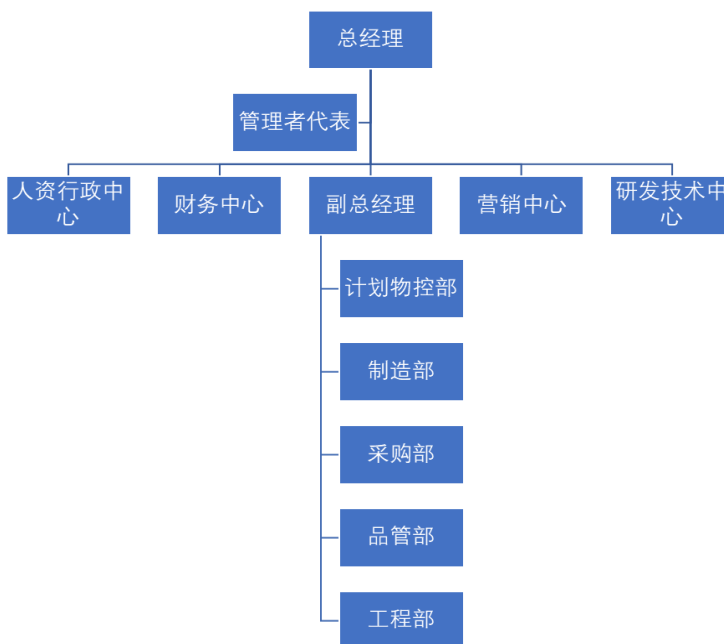 总经理
管理者代表
人资行政中
心
财务中心
副总经理
营销中心
研发技术中
心
计划物控部
制造部
采购部
品管部
工程部